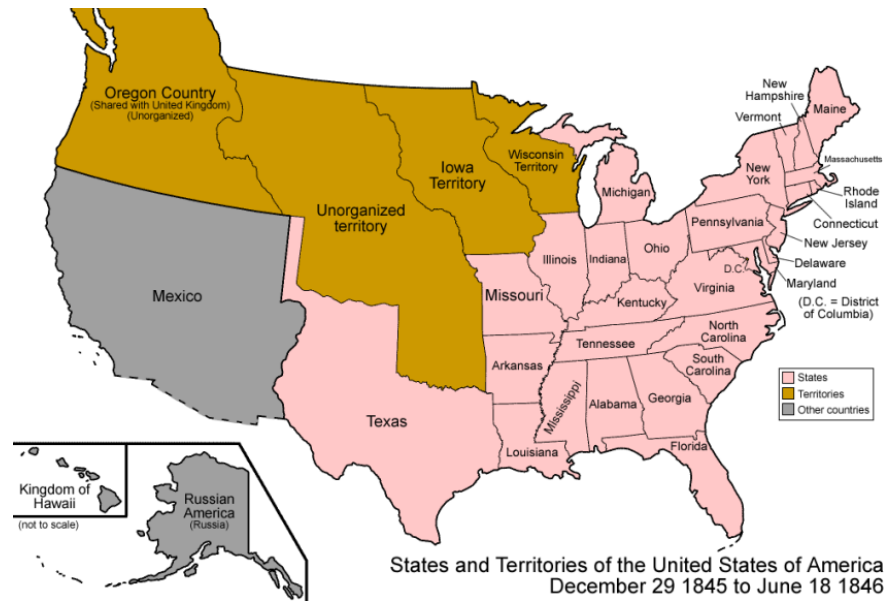 Oregon Country
(Shared with United Kingdom)
(Unorganized)
Unorganized
territory
Iowa
Territory
Wisconsin
Territory
Michigan
New
Hampshire
Vermont
Maine
Massachusetts
New
York
Rhode
Island
Connecticut
Pennsylvania
New Jersey
Delaware
Maryland
D.C.
(D.C. = District
of Columbia)
Illinois
Indiana
Ohio
Mexico
Missouri
Kentucky
Virginia
North
Carolina
Tennessee
South
Carolina
Arkansas
Mississippi
Alabama
Georgia
Texas
Louisiana
Florida
States
Territories
Other countries
Kingdom of
Hawaii
(not to scale)
Russian
America
(Russia)
States and Territories of the United States of America
December 29 1845 to June 18 1846